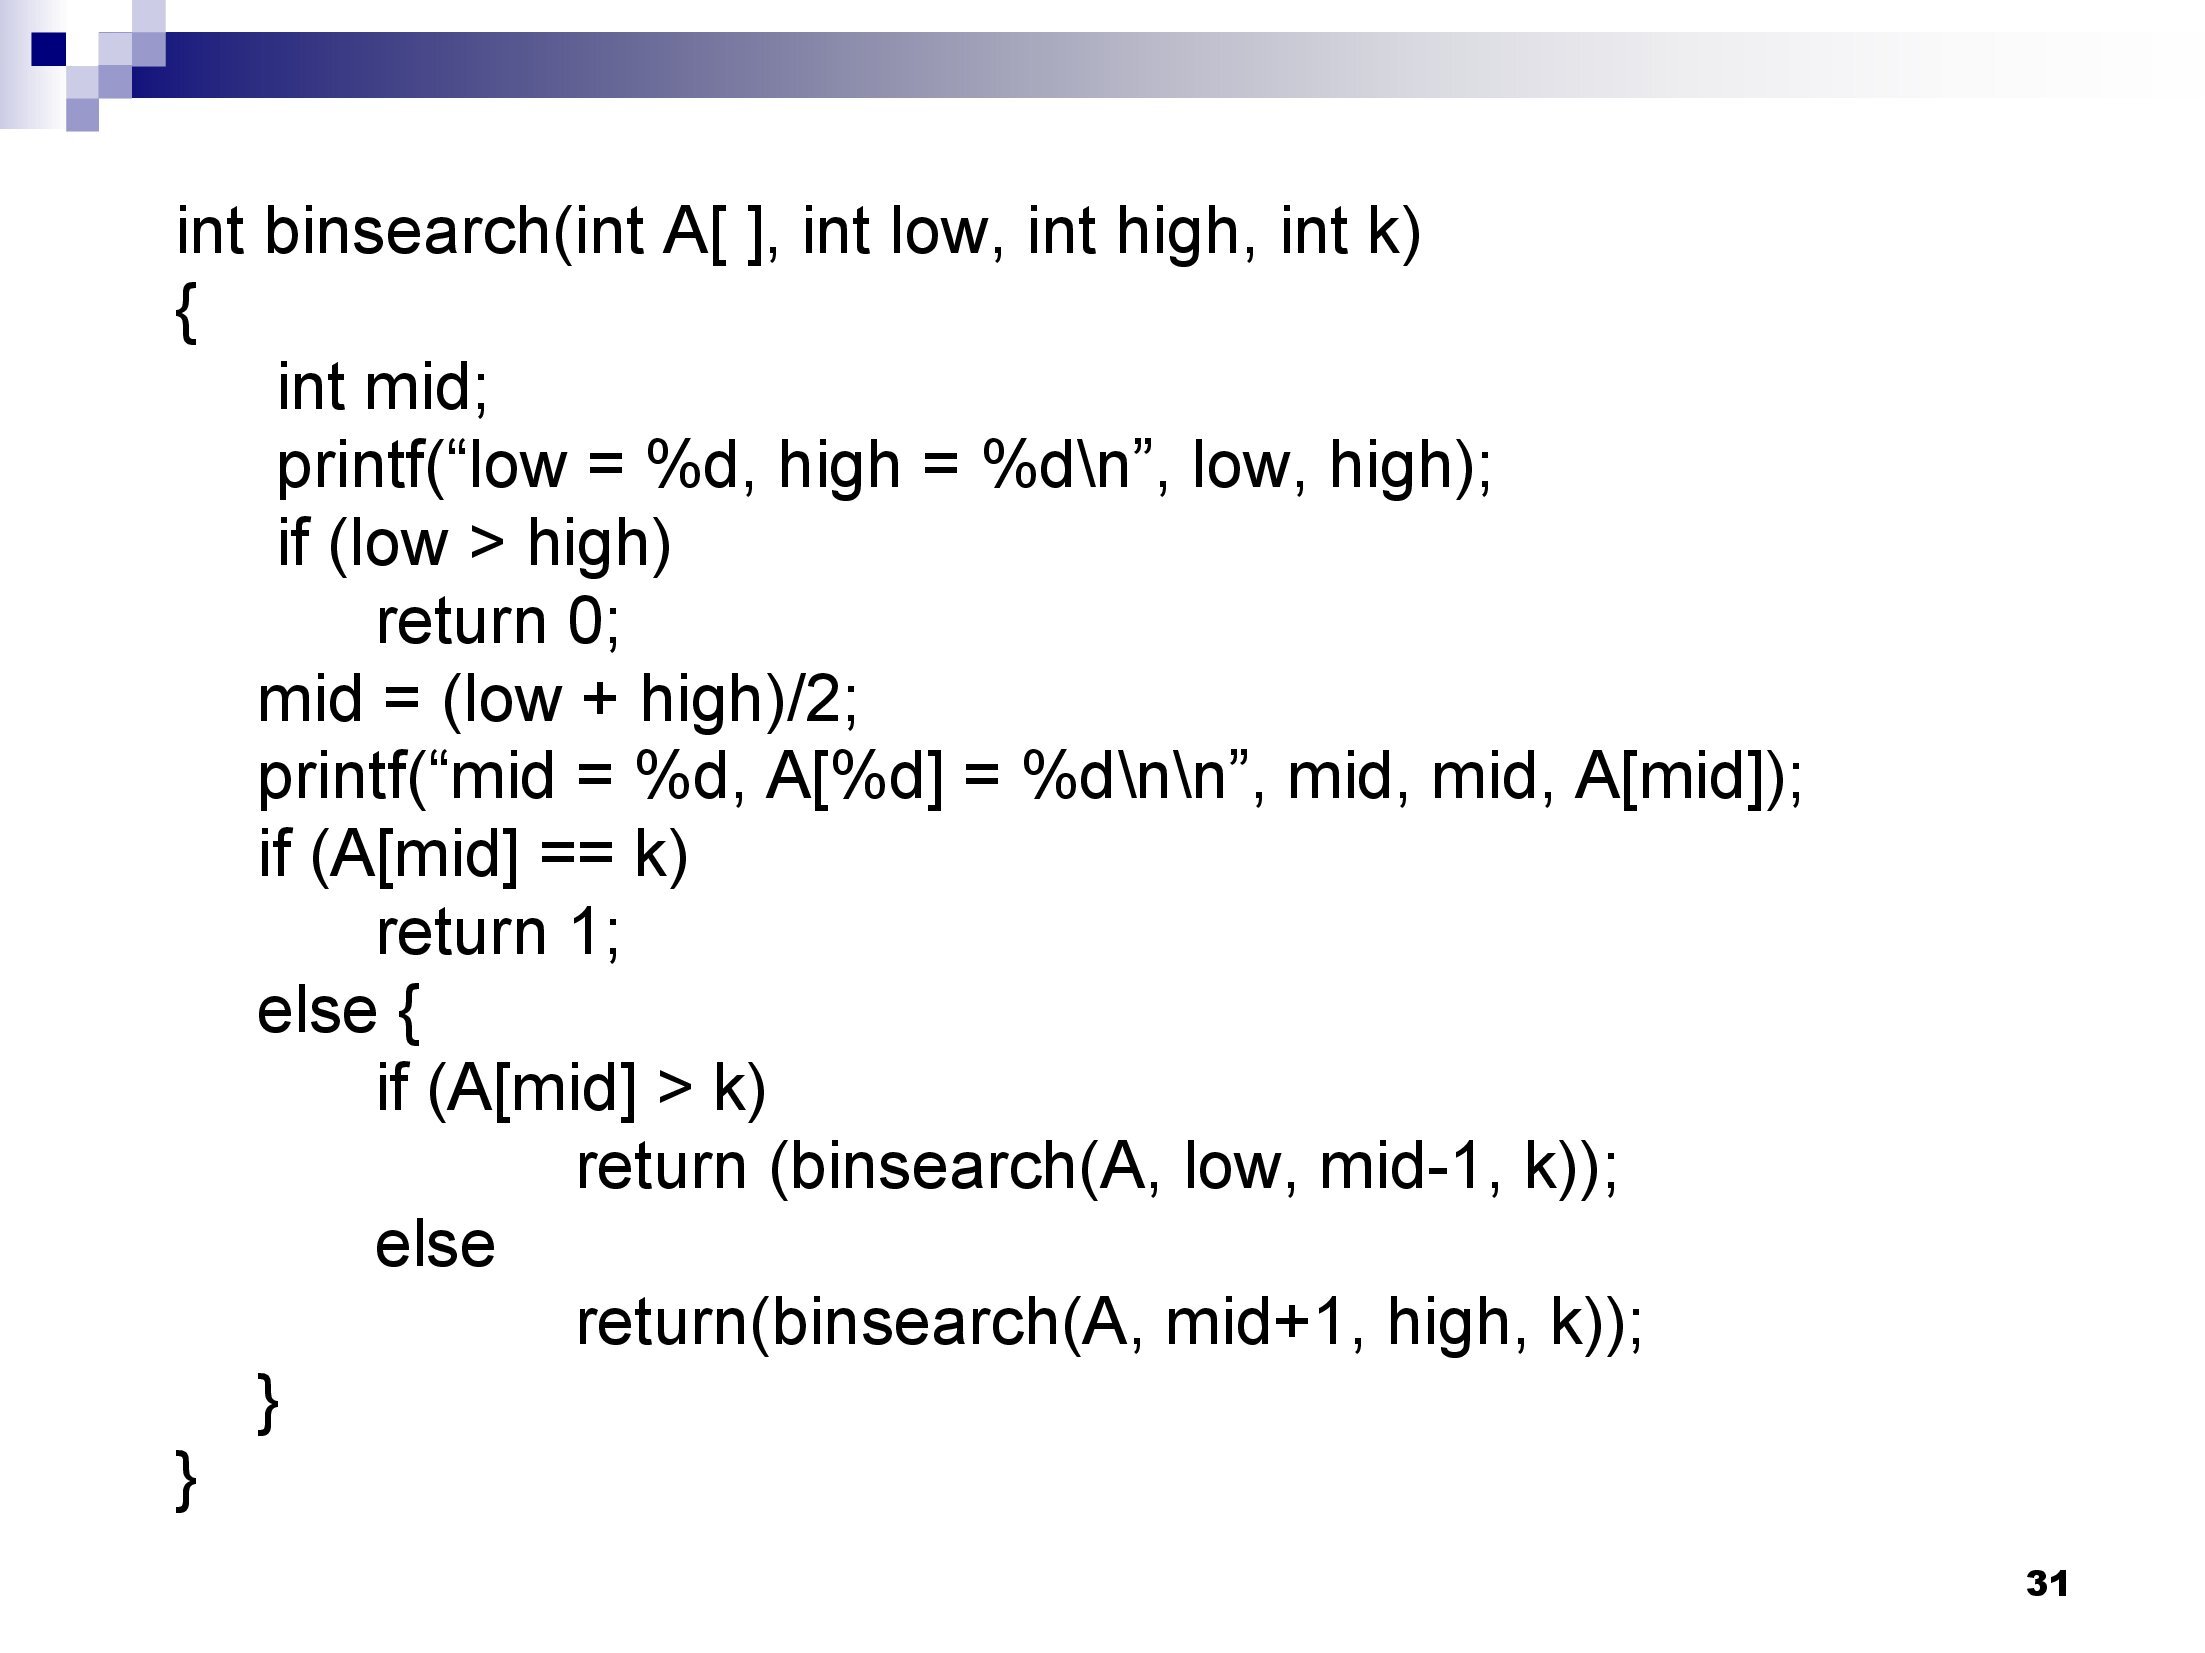 int binsearch(int A[ ], int low, int high, int k)
{
int mid;
printf(“low = %d, high = %d\n”, low, high);
if (low > high)
return 0;
mid = (low + high)/2;
printf(“mid = %d, A[%d] = %d\n\n”, mid, mid, A[mid]);
if (A[mid] == k)
return 1;
else {
if (A[mid] > k)
return (binsearch(A, low, mid-1, k));
else
return(binsearch(A, mid+1, high, k));
}
}
31